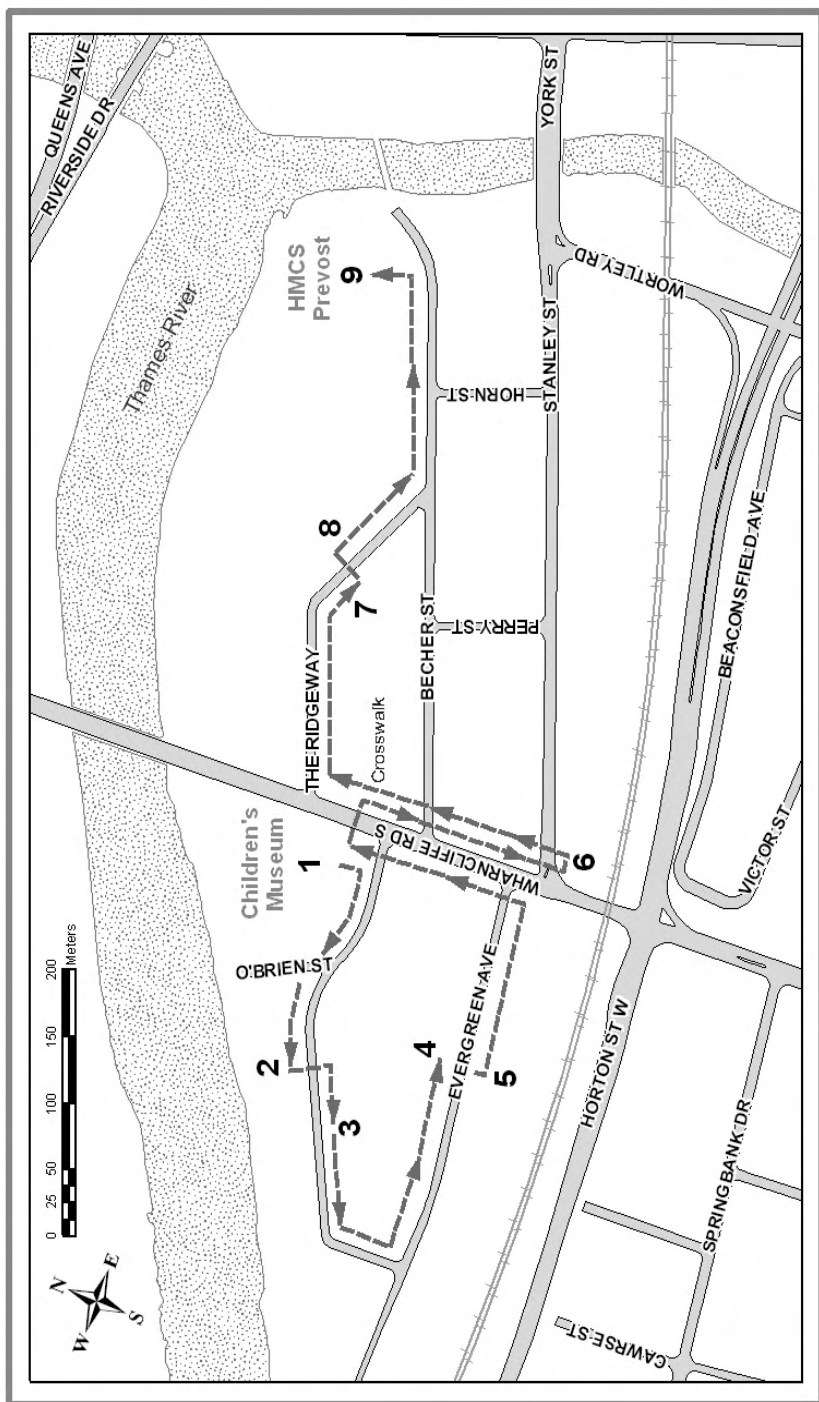 0 25 50 100 150 200
Meters
N
E
S
W
QUEENS AVE
RIVERSIDE DR
Thames River
Children's
Museum
HMCS
Prevost
1
2
3
4
5
6
7
8
9
O'BRIEN ST
THE RIDGEWAY
Crosswalk
BECHER ST
WHARNCLIFFE RD S
EVERGREEN AVE
PERRY ST
HORN ST
STANLEY ST
YORK ST
WORTLEY RD
HORTON ST W
BEACONSFIELD AVE
VICTOR ST
SPRINGBANK DR
CAWRSE ST